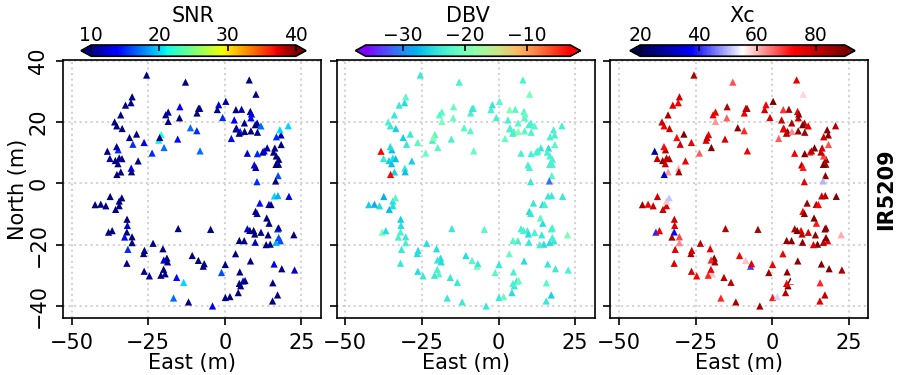 SNR DBV Xc
10 20 30 40 −30 −20 −10 20 40 60 80
40
20
0
−20
−40
North (m)
−50 −25 0 25 −50 −25 0 25 −50 −25 0 25
East (m) East (m) East (m)
IR5209